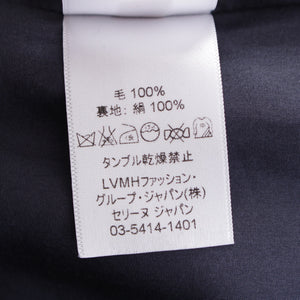 毛 100%
裏地: 絹 100%
タンブル乾燥禁止
LVMHファッション・
グループ・ジャパン(株)
セリーヌ ジャパン
03-5414-1401